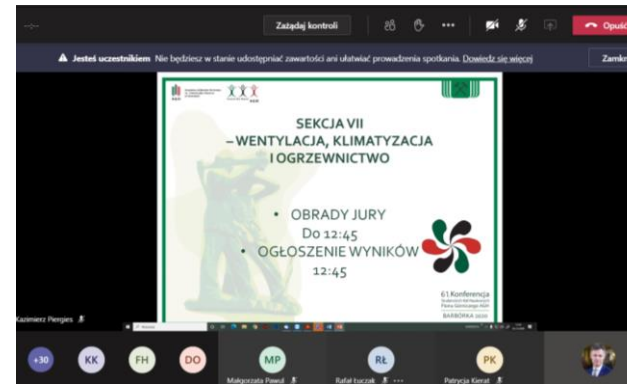 Zażądaj kontroli
Opuść
Jesteś uczestnikiem Nie będziesz w stanie udostępniać zawartości ani ułatwiać prowadzenia spotkania. Dowiedz się więcej
Zamkn
AGH
SEKCJA VII
– WENTYLACJA, KLIMATYZACJA
I OGRZEWNICTWO
• OBRADY JURY
Do 12:45
• OGŁOSZENIE WYNIKÓW
12:45
61 Konferencja
BARBÓRKA 2020
Kazimierz Piergies
+30
KK
FH
DO
MP
RŁ
PK
Małgorzata Pawul
Rafał Łuczak
Patrycja Kierat